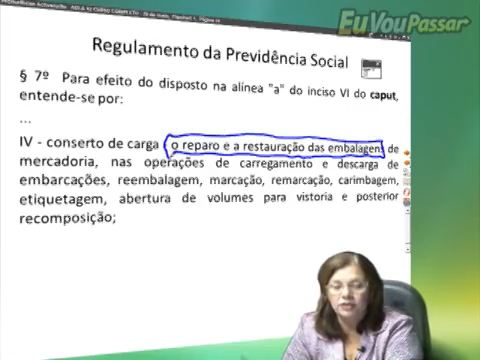 EuVouPassar
Regulamento da Previdência Social
§ 7º Para efeito do disposto na alínea "a" do inciso VI do caput,
entende-se por:
...
IV - conserto de carga o reparo e a restauração das embalagens de
mercadoria, nas operações de carregamento e descarga de
embarcações, reembalagem, marcação, remarcação, carimbagem,
etiquetagem, abertura de volumes para vistoria e posterior
recomposição;